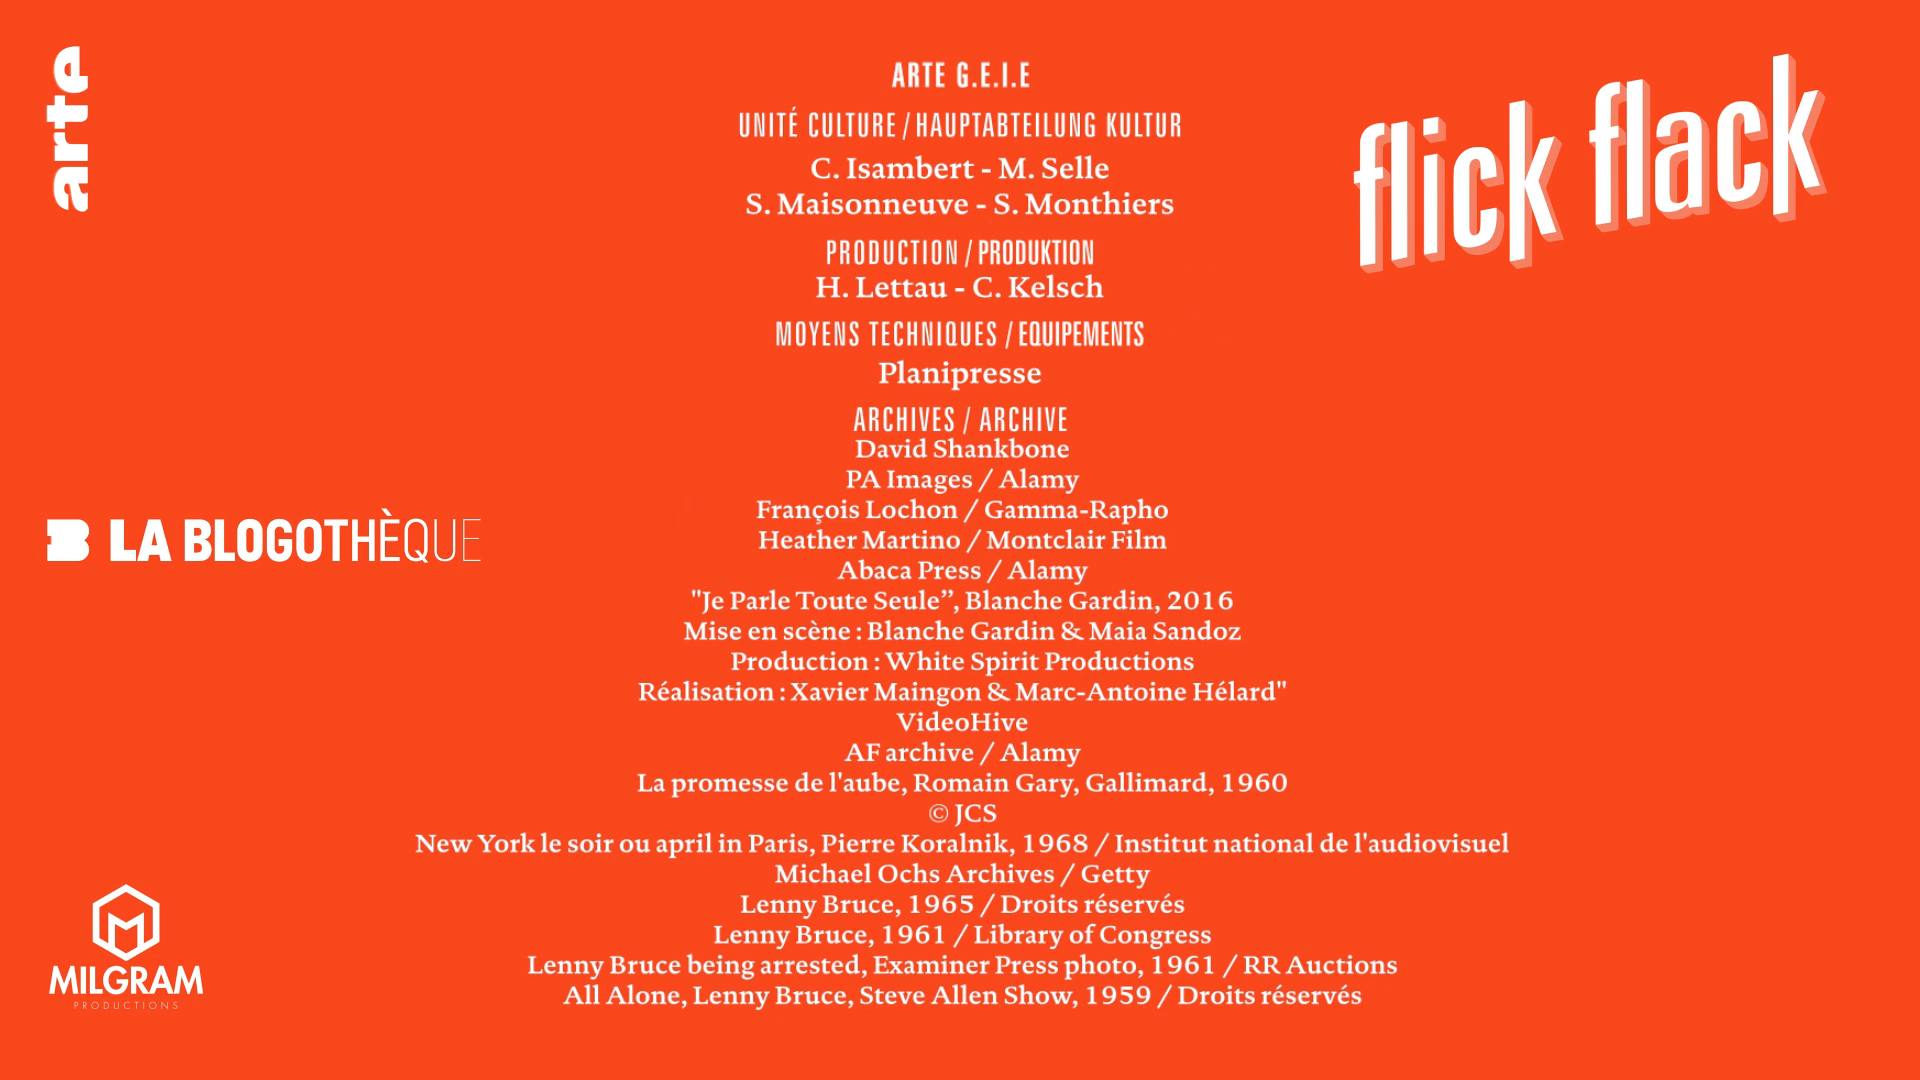 arte
flick flack
ARTE G.E.I.E
UNITÉ CULTURE / HAUPTABTEILUNG KULTUR
C. Isambert - M. Selle
S. Maisonneuve - S. Monthiers
PRODUCTION / PRODUKTION
H. Lettau - C. Kelsch
MOYENS TECHNIQUES / EQUIPEMENTS
Planipresse
ARCHIVES / ARCHIVE
David Shankbone
PA Images / Alamy
François Lochon / Gamma-Rapho
Heather Martino / Montclair Film
Abaca Press / Alamy
"Je Parle Toute Seule”, Blanche Gardin, 2016
Mise en scène : Blanche Gardin & Maia Sandoz
Production : White Spirit Productions
Réalisation : Xavier Maingon & Marc-Antoine Hélard"
VideoHive
AF archive / Alamy
La promesse de l'aube, Romain Gary, Gallimard, 1960
© JCS
New York le soir ou april in Paris, Pierre Koralnik, 1968 / Institut national de l'audiovisuel
Michael Ochs Archives / Getty
Lenny Bruce, 1965 / Droits réservés
Lenny Bruce, 1961 / Library of Congress
Lenny Bruce being arrested, Examiner Press photo, 1961 / RR Auctions
All Alone, Lenny Bruce, Steve Allen Show, 1959 / Droits réservés
B LA BLOGOTHÈQUE
MILGRAM
PRODUCTIONS